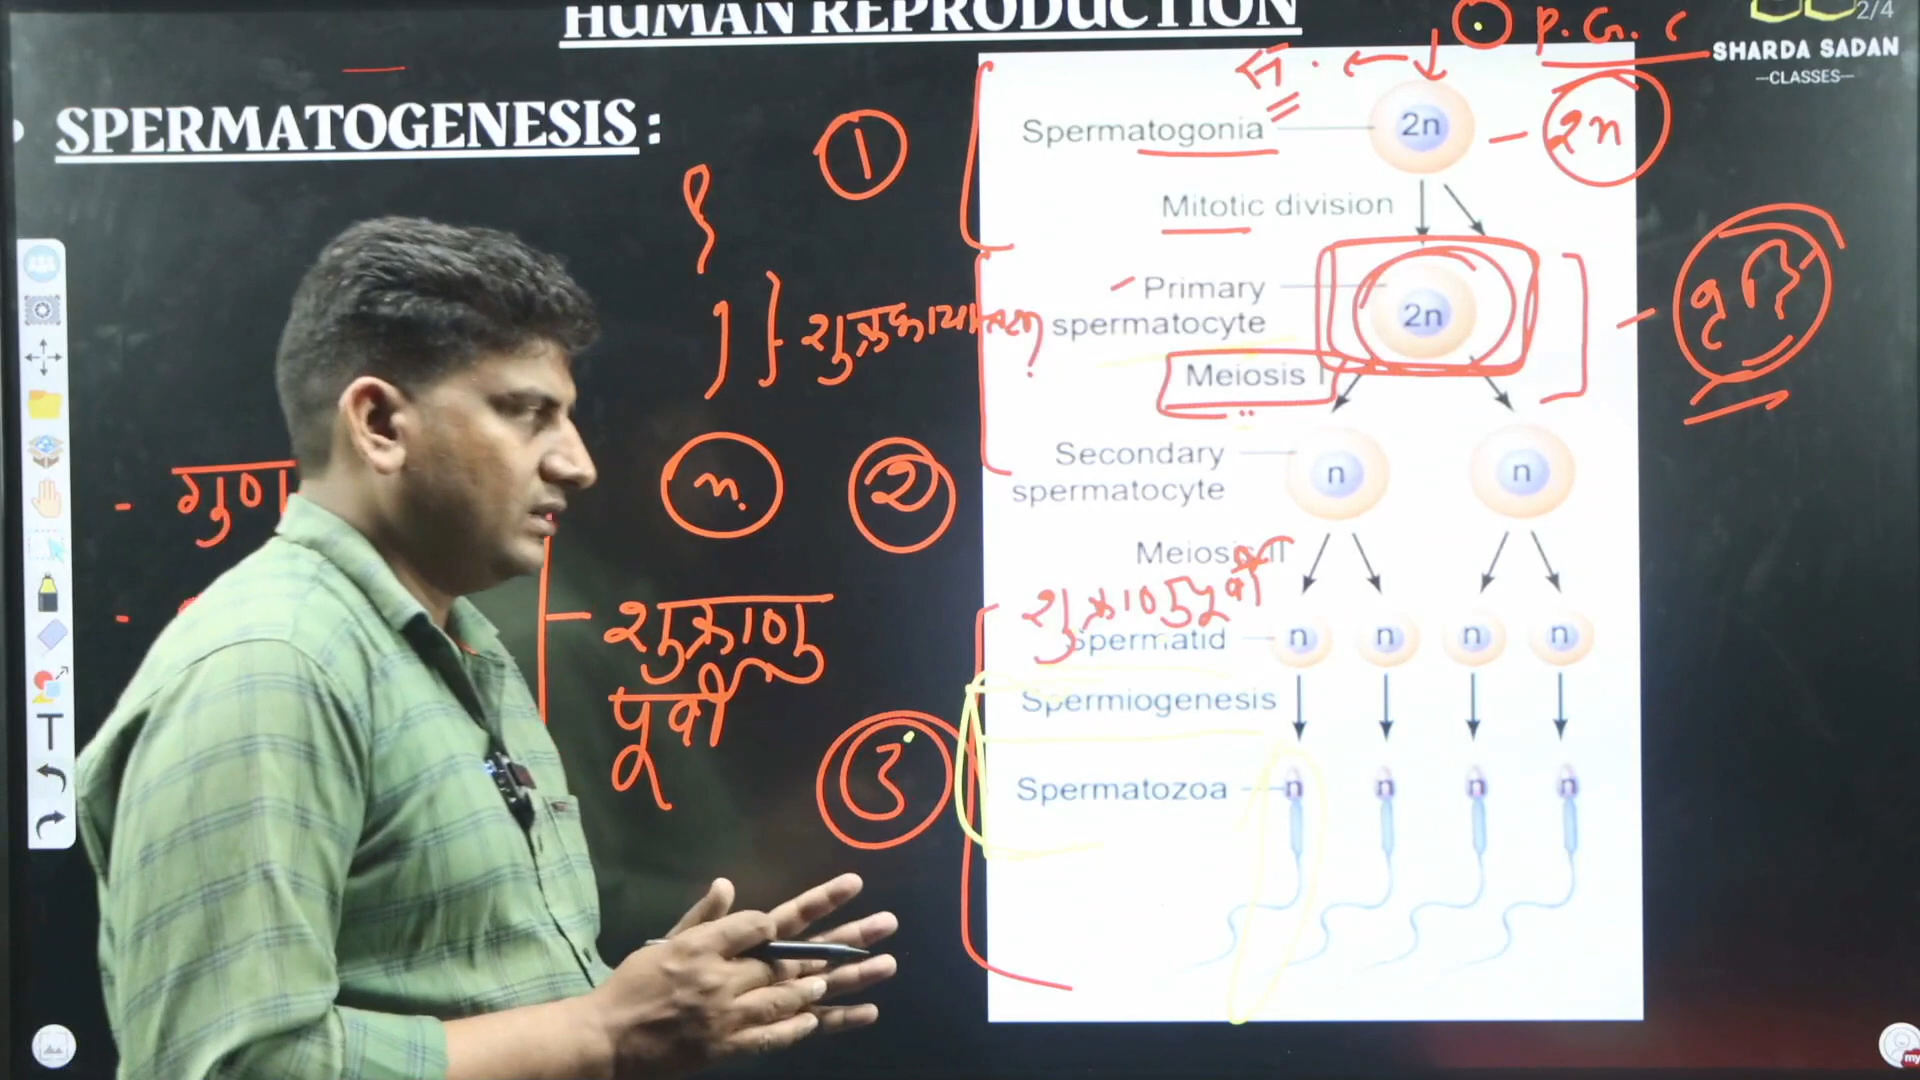 HUMAN REPRODUCTION
2/4
SHARDA SADAN
—CLASSES—
P. G. C
SPERMATOGENESIS :
1
Spermatogonia
2n
2n
Mitotic division
Primary
spermatocyte
2n
वृद्धि
Meiosis I
गुण
n
2
Secondary
spermatocyte
n
n
Meiosis II
शुक्राणुपूर्वी
शुक्राणु
पूर्वी
Spermatid
n
n
n
n
Spermiogenesis
3
Spermatozoa
n
n
n
n
T
my